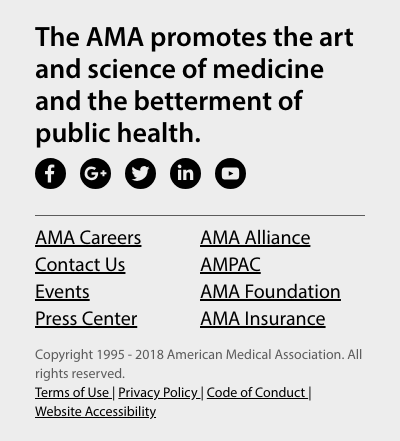 The AMA promotes the art
and science of medicine
and the betterment of
public health.
AMA Careers
Contact Us
Events
Press Center
AMA Alliance
AMPAC
AMA Foundation
AMA Insurance
Copyright 1995 - 2018 American Medical Association. All
rights reserved.
Terms of Use | Privacy Policy | Code of Conduct |
Website Accessibility